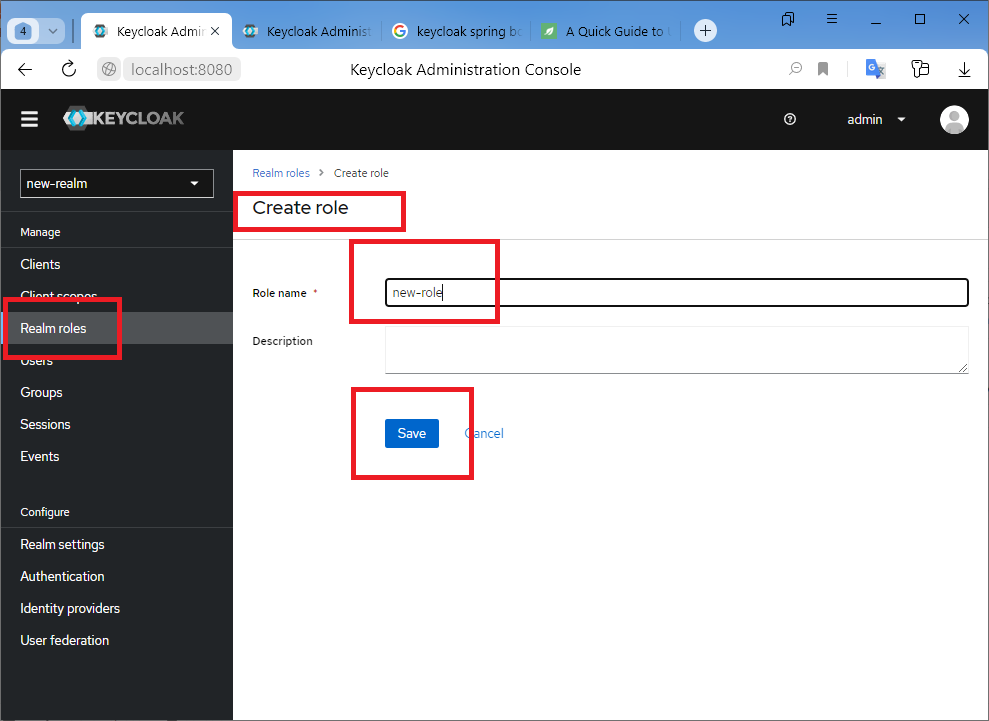 4
Keycloak Admin
Keycloak Administ
keycloak spring bo
A Quick Guide to U
localhost:8080
Keycloak Administration Console
KEYCLOAK
admin
new-realm
Manage
Clients
Client scopes
Realm roles
Users
Groups
Sessions
Events
Configure
Realm settings
Authentication
Identity providers
User federation
Realm roles > Create role
Create role
Role name *
new-role
Description
Save
Cancel